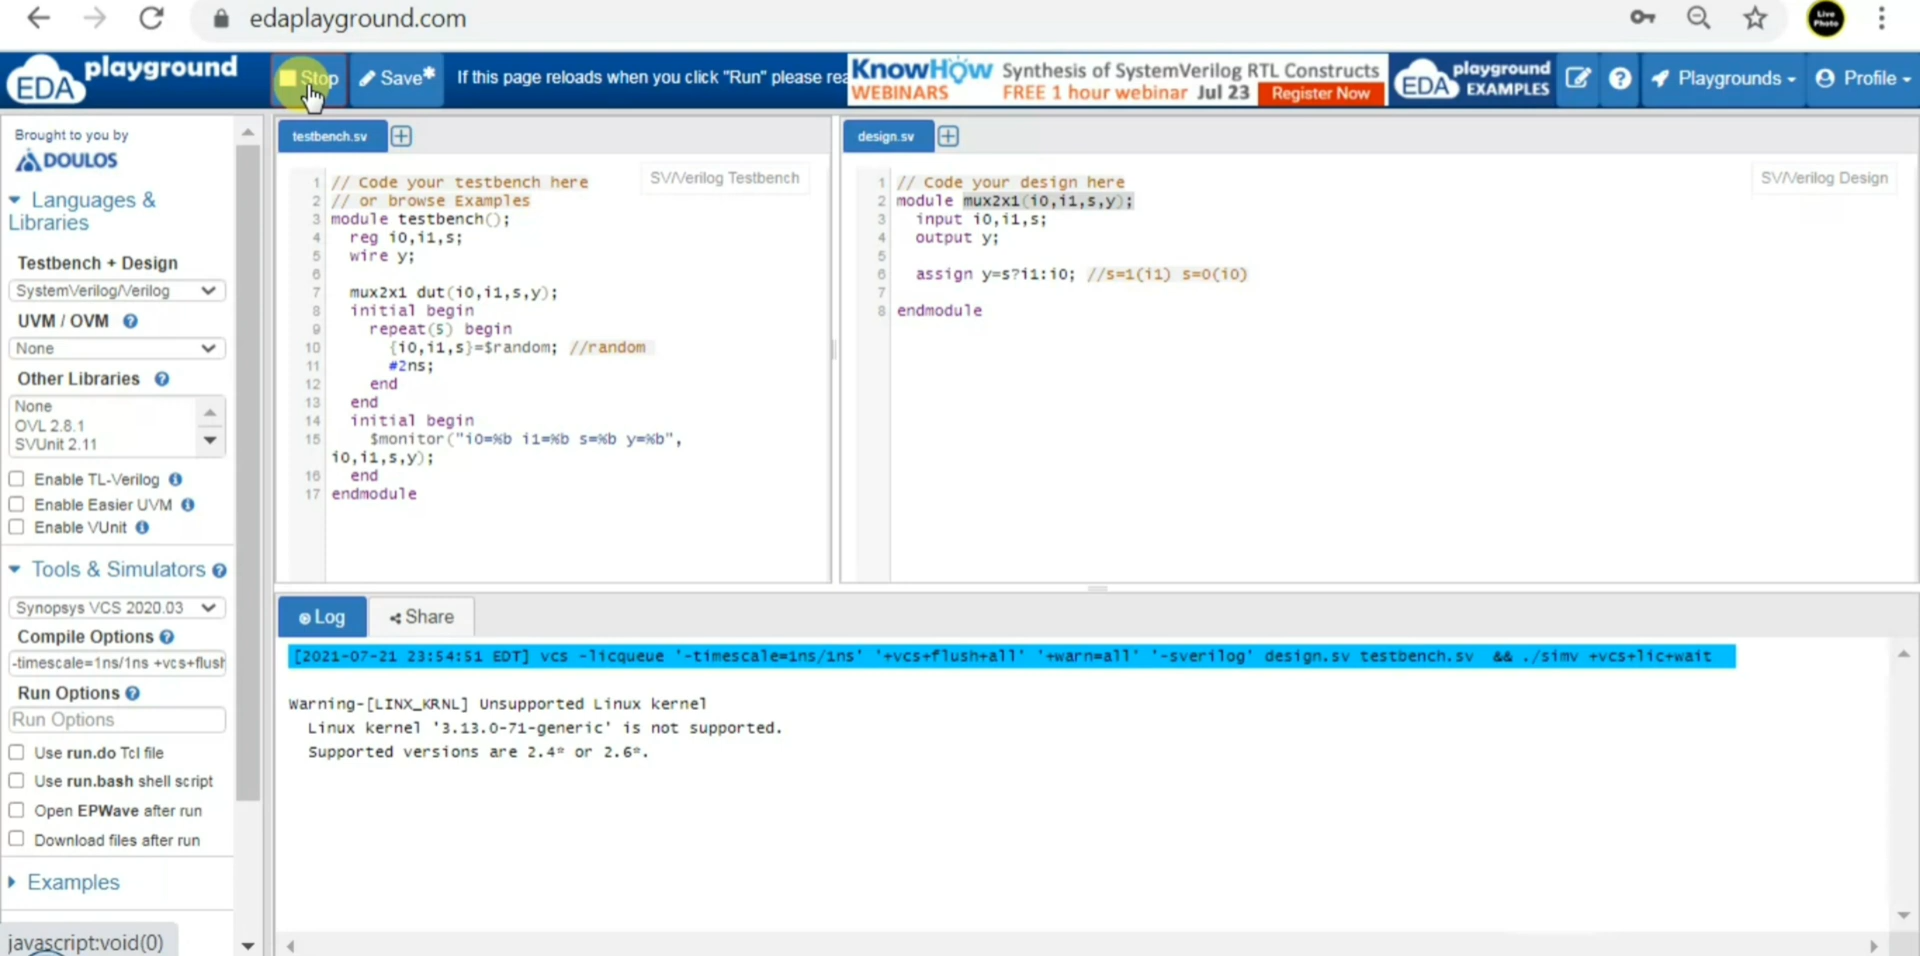 edaplayground.com
Live
Photo
EDA playground
Stop
Save*
If this page reloads when you click "Run" please rea
KnowHow
WEBINARS
Synthesis of SystemVerilog RTL Constructs
FREE 1 hour webinar Jul 23 Register Now
EDA playground
EXAMPLES
Playgrounds
Profile
Brought to you by
DOULOS
Languages &
Libraries
Testbench + Design
SystemVerilog/Verilog
UVM / OVM
None
Other Libraries
None
OVL 2.8.1
SVUnit 2.11
Enable TL-Verilog
Enable Easier UVM
Enable VUnit
Tools & Simulators
Synopsys VCS 2020.03
Compile Options
-timescale=1ns/1ns +vcs+flush
Run Options
Run Options
Use run.do Tcl file
Use run.bash shell script
Open EPWave after run
Download files after run
Examples
javascript:void(0)
testbench.sv
SV/Verilog Testbench
1 // Code your testbench here
2 // or browse Examples
3 module testbench();
4 reg i0,i1,s;
5 wire y;
6
7 mux2x1 dut(i0,i1,s,y);
8 initial begin
9 repeat(5) begin
10 {i0,i1,s}=$random; //random
11 #2ns;
12 end
13 end
14 initial begin
15 $monitor("i0=%b i1=%b s=%b y=%b",
i0,i1,s,y);
16 end
17 endmodule
design.sv
SV/Verilog Design
1 // Code your design here
2 module mux2x1(i0,i1,s,y);
3 input i0,i1,s;
4 output y;
5
6 assign y=s?i1:i0; //s=1(i1) s=0(i0)
7
8 endmodule
Log
Share
[2021-07-21 23:54:51 EDT] vcs -licqueue '-timescale=1ns/1ns' '+vcs+flush+all' '+warn=all' '-sverilog' design.sv testbench.sv && ./simv +vcs+lic+wait
Warning-[LINX_KRNL] Unsupported Linux kernel
Linux kernel '3.13.0-71-generic' is not supported.
Supported versions are 2.4* or 2.6*.